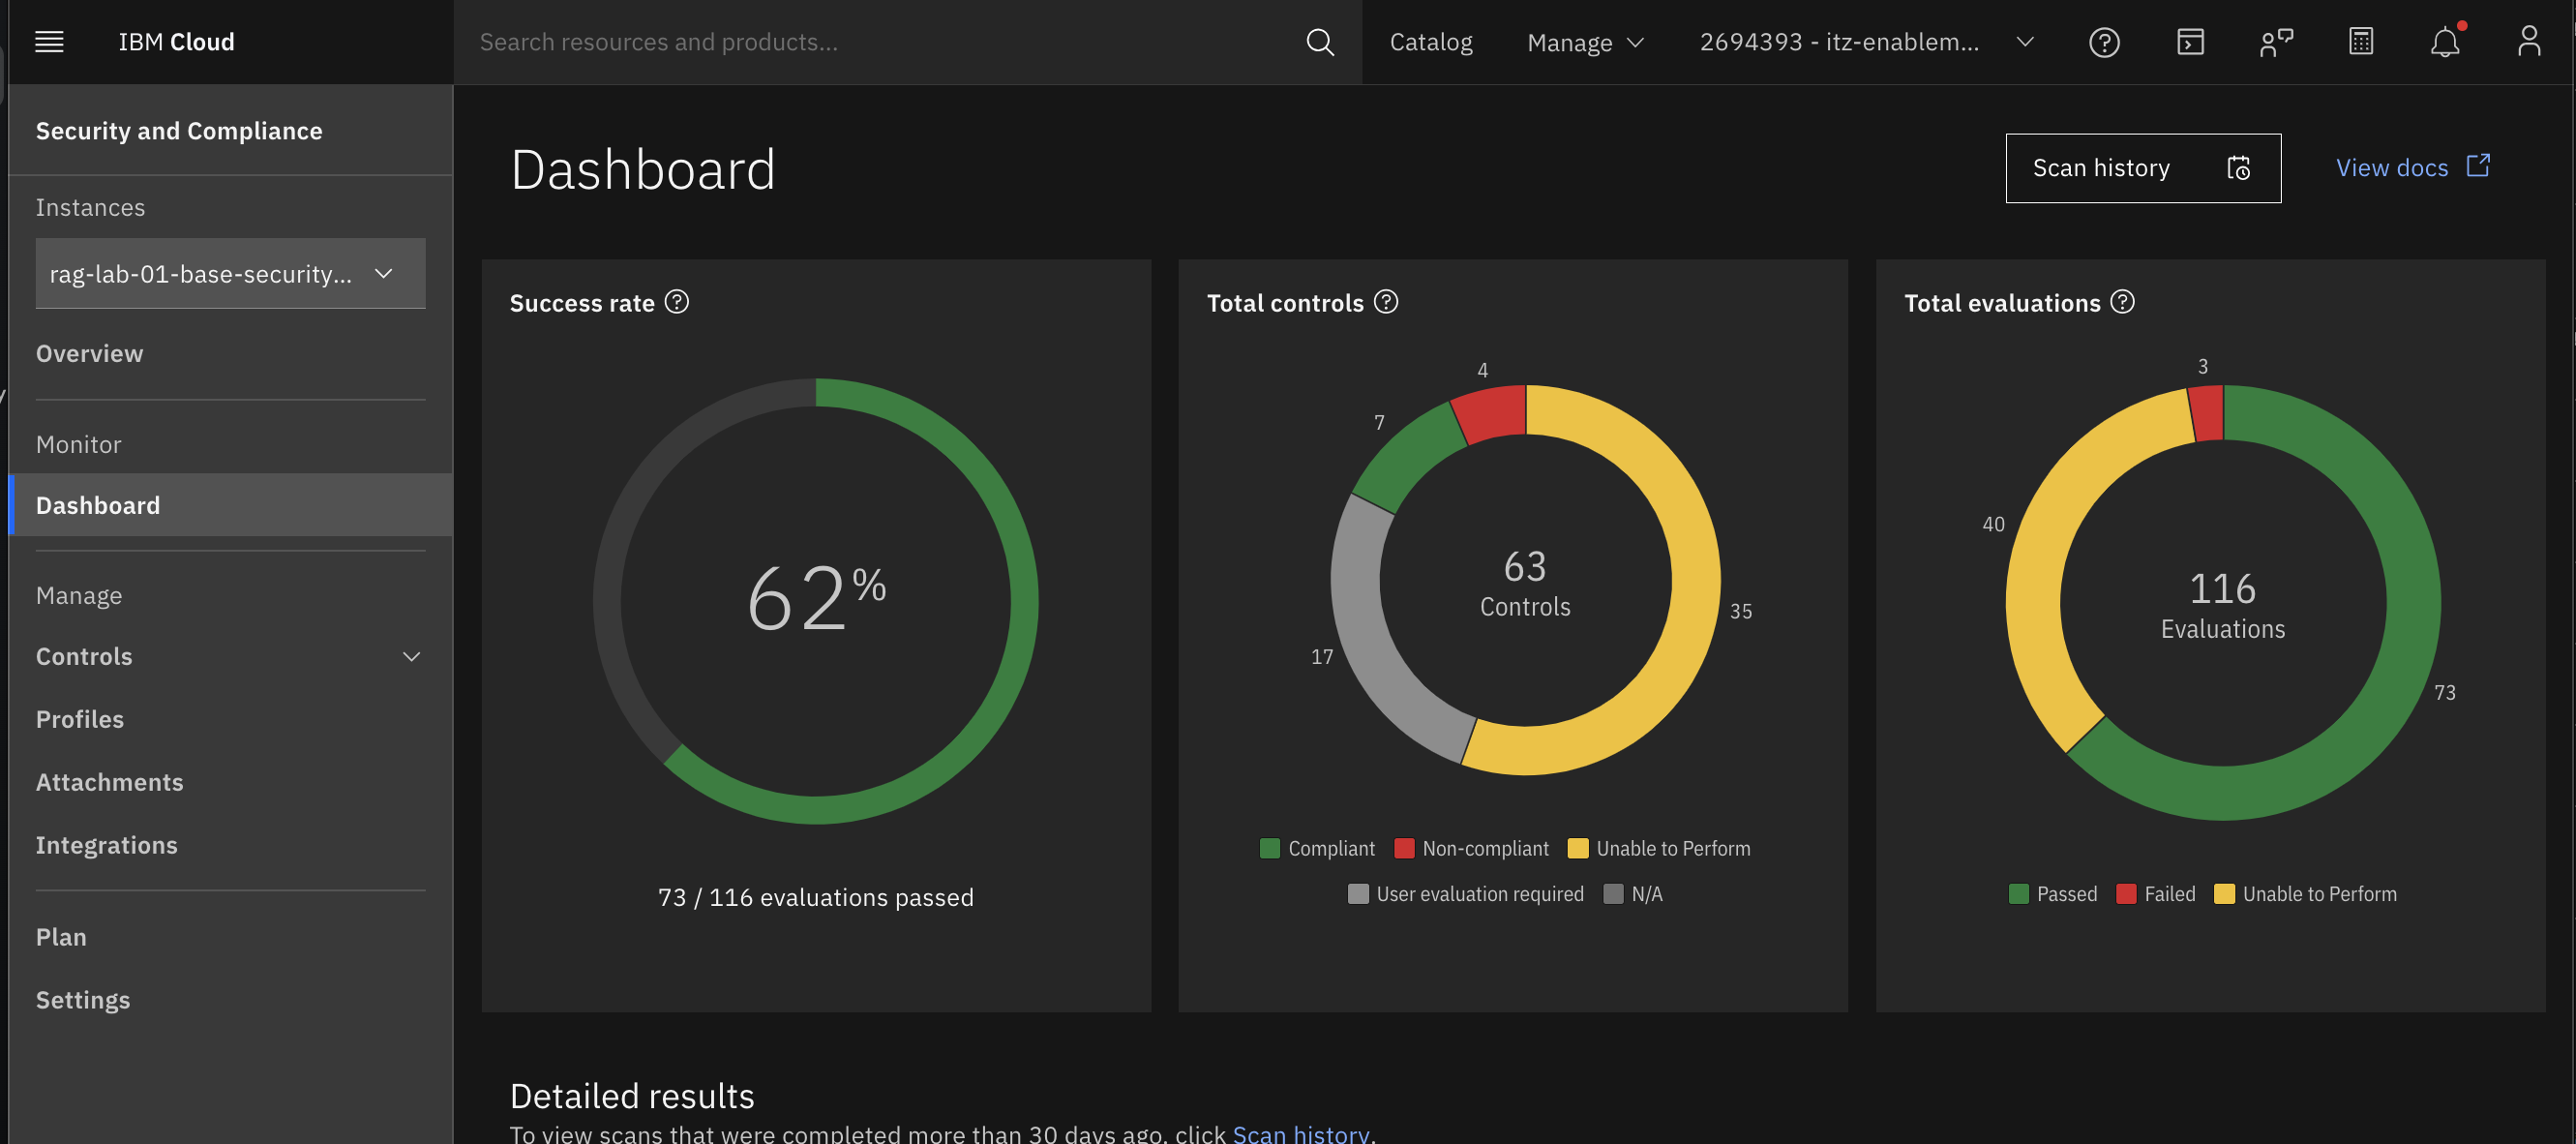 IBM Cloud
Search resources and products...
Catalog
Manage
2694393 - itz-enablem...
Security and Compliance
Instances
rag-lab-01-base-security...
Overview
Monitor
Dashboard
Manage
Controls
Profiles
Attachments
Integrations
Plan
Settings
Dashboard
Scan history
View docs
Success rate
62%
73 / 116 evaluations passed
Total controls
4
7
17
35
63
Controls
Compliant Non-compliant Unable to Perform
User evaluation required N/A
Total evaluations
3
40
73
116
Evaluations
Passed Failed Unable to Perform
Detailed results
To view scans that were completed more than 30 days ago, click Scan history.